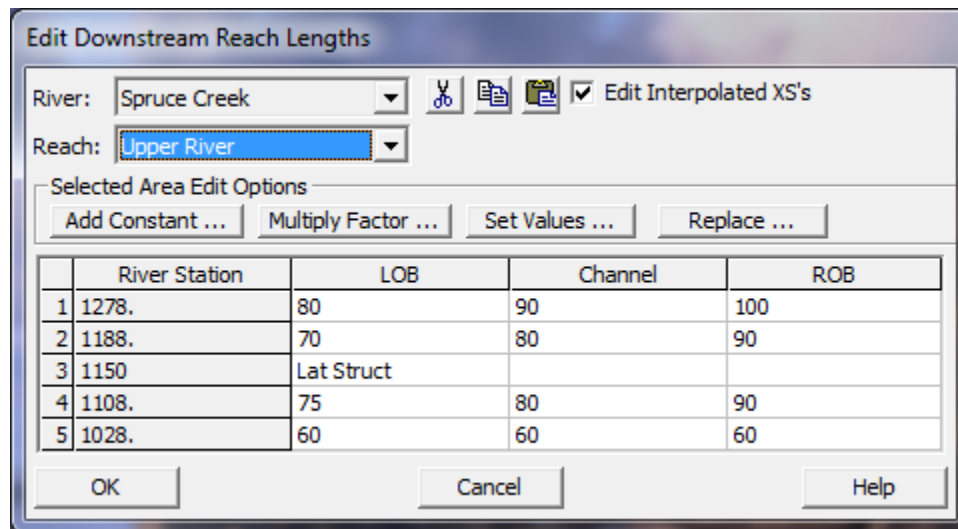 Edit Downstream Reach Lengths
River: Spruce Creek Edit Interpolated XS's
Reach: Upper River
Selected Area Edit Options
Add Constant ... Multiply Factor ... Set Values ... Replace ...
River Station LOB Channel ROB
1 1278. 80 90 100
2 1188. 70 80 90
3 1150 Lat Struct
4 1108. 75 80 90
5 1028. 60 60 60
OK Cancel Help